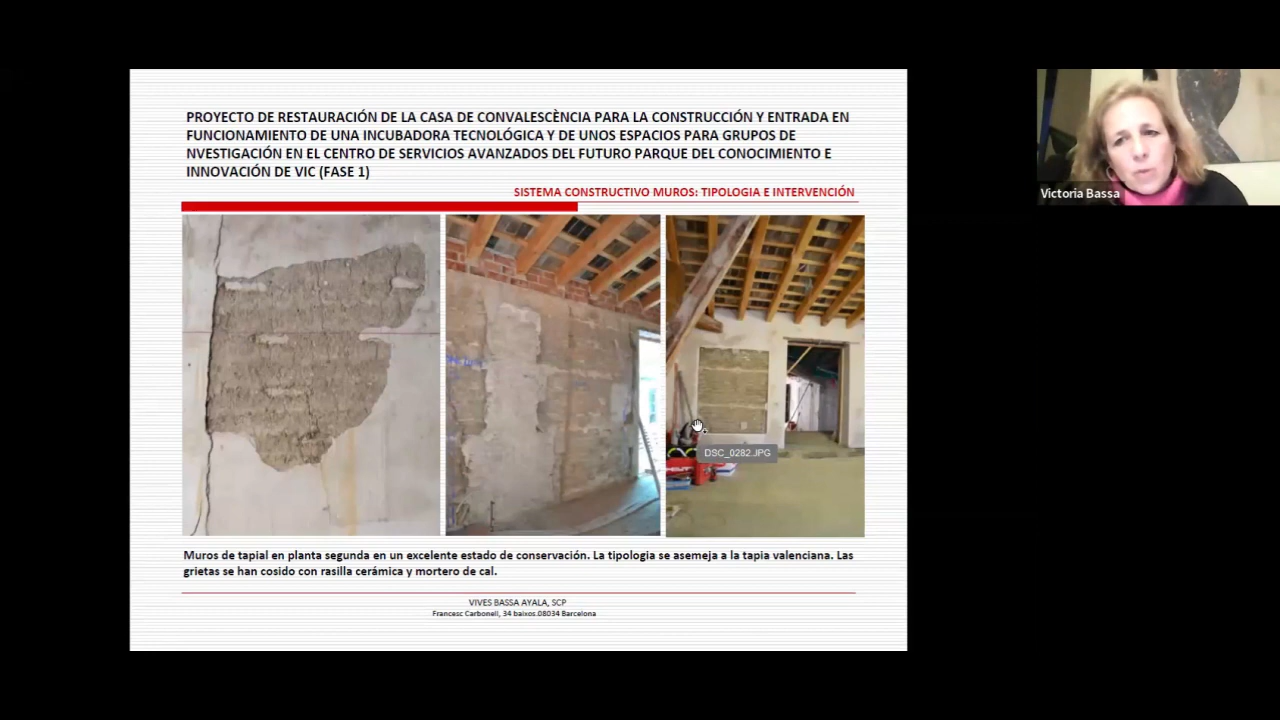 PROYECTO DE RESTAURACIÓN DE LA CASA DE CONVALESCÈNCIA PARA LA CONSTRUCCIÓN Y ENTRADA EN
FUNCIONAMIENTO DE UNA INCUBADORA TECNOLÓGICA Y DE UNOS ESPACIOS PARA GRUPOS DE
NVESTIGACIÓN EN EL CENTRO DE SERVICIOS AVANZADOS DEL FUTURO PARQUE DEL CONOCIMIENTO E
INNOVACIÓN DE VIC (FASE 1)
SISTEMA CONSTRUCTIVO MUROS: TIPOLOGIA E INTERVENCIÓN
Victoria Bassa
DSC_0282.JPG
Muros de tapial en planta segunda en un excelente estado de conservación. La tipologia se asemeja a la tapia valenciana. Las
grietas se han cosido con rasilla cerámica y mortero de cal.
VIVES BASSA AYALA, SCP
Francesc Carbonell, 34 baixos.08034 Barcelona